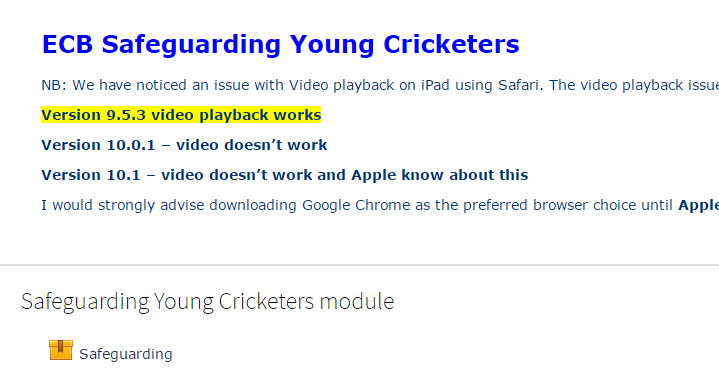 ECB Safeguarding Young Cricketers
NB: We have noticed an issue with Video playback on iPad using Safari. The video playback issue
Version 9.5.3 video playback works
Version 10.0.1 – video doesn’t work
Version 10.1 – video doesn’t work and Apple know about this
I would strongly advise downloading Google Chrome as the preferred browser choice until Apple
Safeguarding Young Cricketers module
Safeguarding